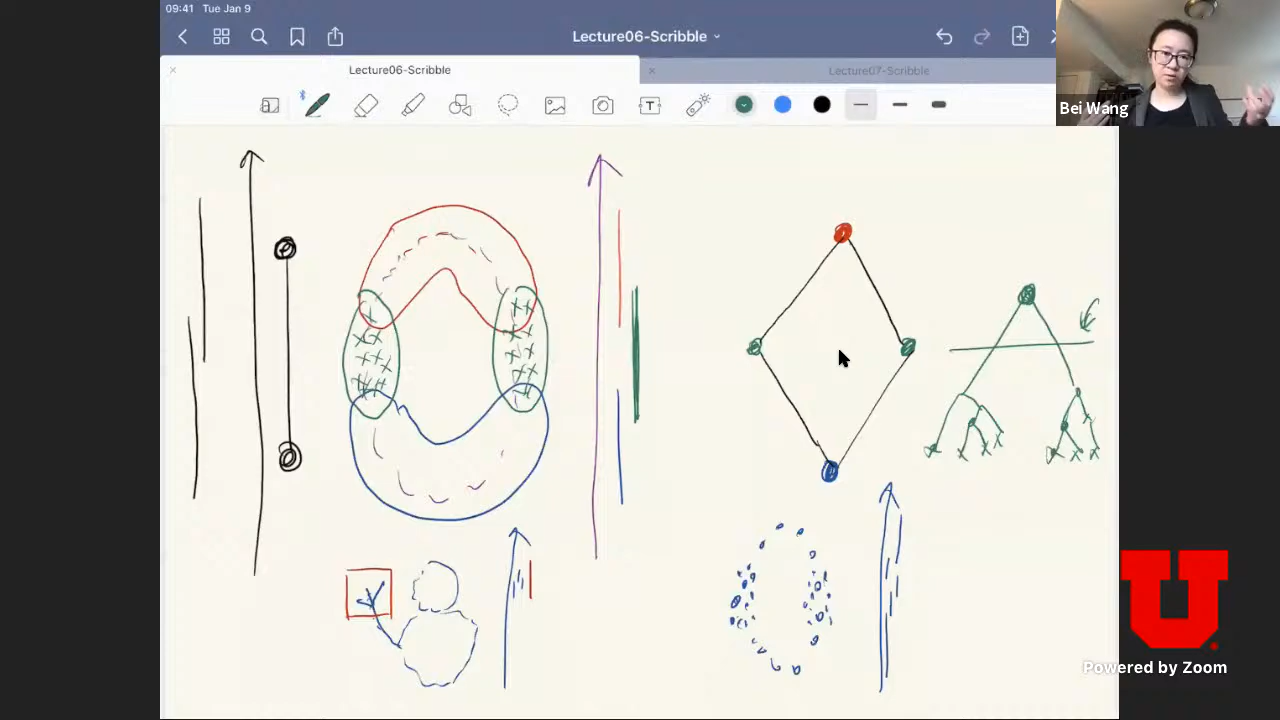 09:41 Tue Jan 9
Lecture06-Scribble
Lecture06-Scribble
Lecture07-Scribble
T
Bei Wang
U
Powered by Zoom